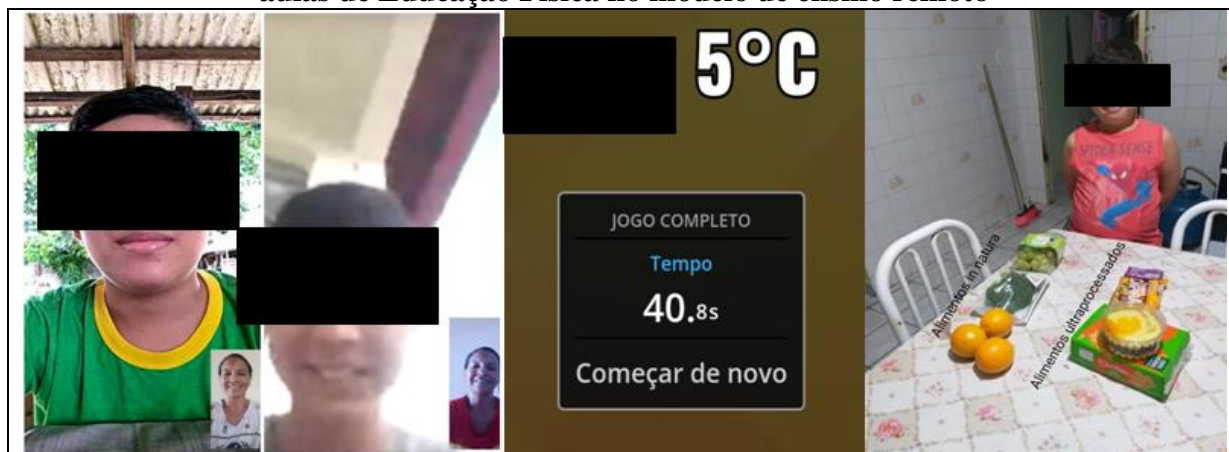 aulas de Educação Física no modelo de ensino remoto
5°C
JOGO COMPLETO
Tempo
40.8s
Começar de novo
SPIDER SENSE
Alimentos in natura
Alimentos ultraprocessados